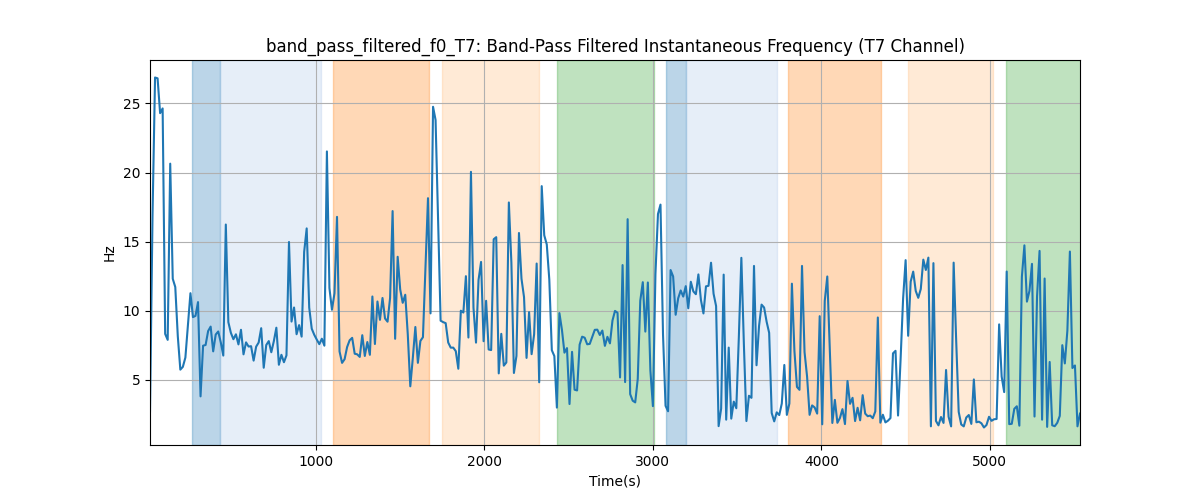 band_pass_filtered_f0_T7: Band-Pass Filtered Instantaneous Frequency (T7 Channel)
25
20
15
10
5
Hz
1000 2000 3000 4000 5000
Time(s)